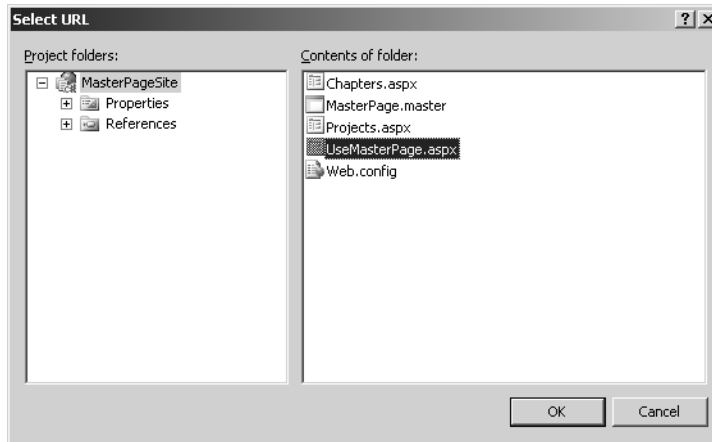 Select URL
Project folders:
MasterPageSite
Properties
References
Contents of folder:
Chapters.aspx
MasterPage.master
Projects.aspx
UseMasterPage.aspx
Web.config
OK
Cancel